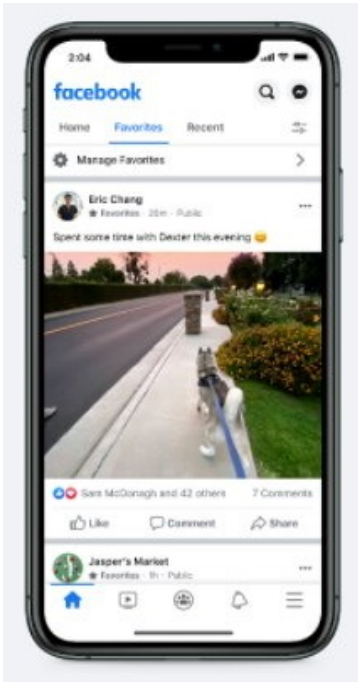 2:04
facebook
Home Favorites Recent
Manage Favorites
Eric Chang
Favorites · 20m · Public
Spent some time with Dexter this evening 😊
Sam McDonagh and 42 others 7 Comments
Like Comment Share
Jasper's Market
Favorites · 1h · Public